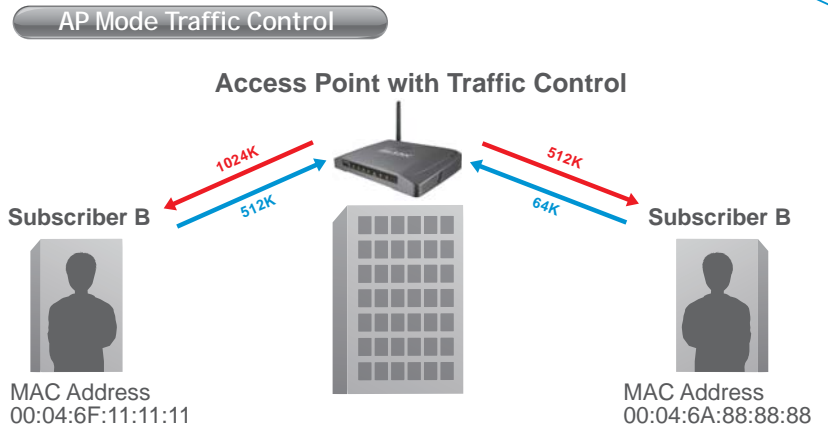 AP Mode Traffic Control
Access Point with Traffic Control
1024K
512K
512K
64K
Subscriber B
Subscriber B
MAC Address
00:04:6F:11:11:11
MAC Address
00:04:6A:88:88:88